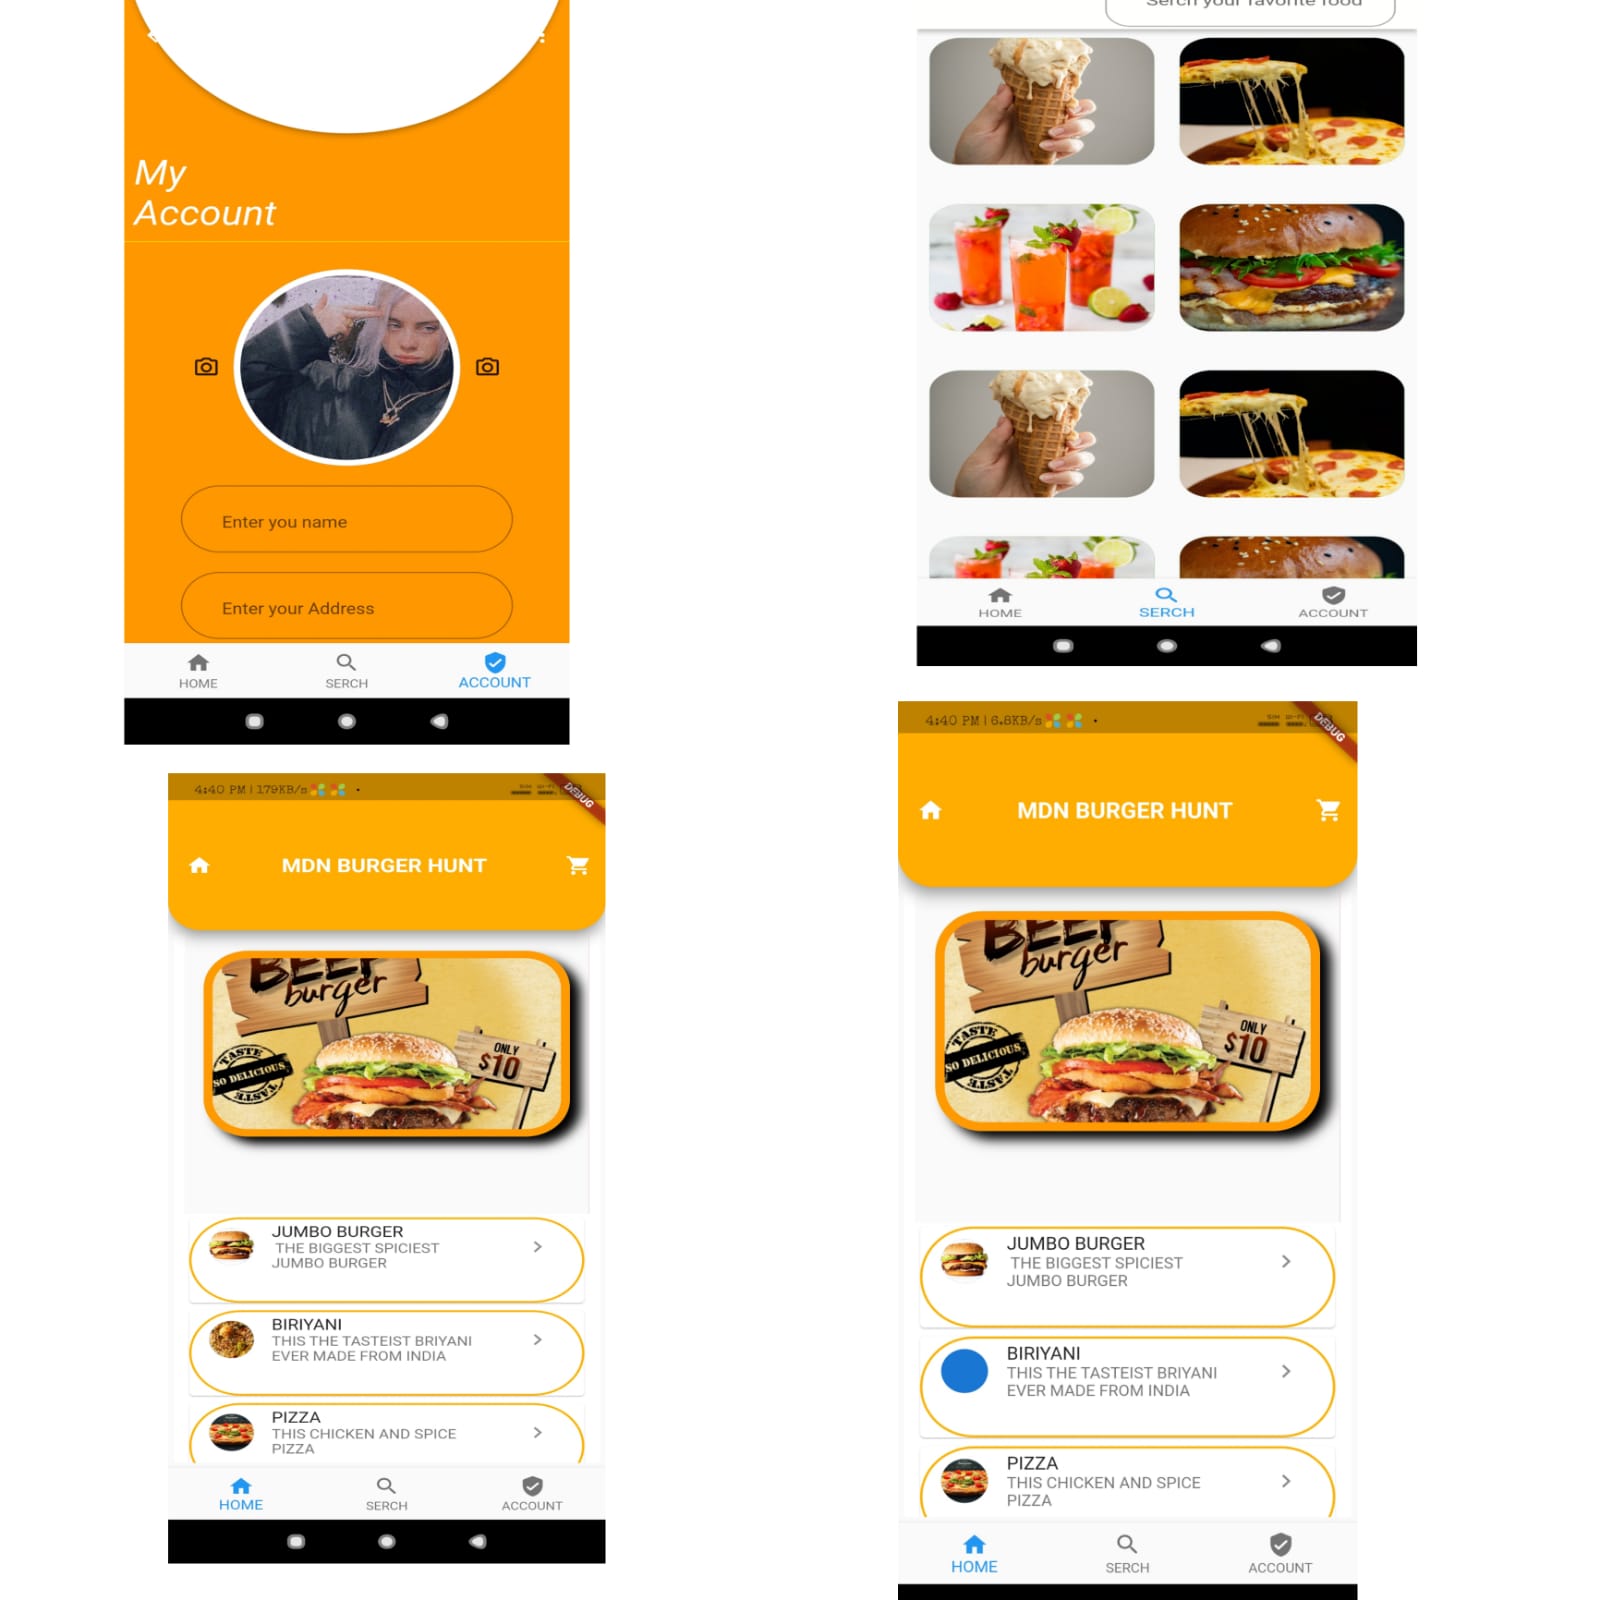 My
Account
Enter you name
Enter your Address
HOME
SERCH
ACCOUNT
Serch your favorite food
HOME
SERCH
ACCOUNT
4:40 PM | 179KB/s
DEBUG
MDN BURGER HUNT
BEEF
burger
ONLY
$10
TASTE
SO DELICIOUS
TASTE
JUMBO BURGER
THE BIGGEST SPICIEST
JUMBO BURGER
BIRIYANI
THIS THE TASTEIST BRIYANI
EVER MADE FROM INDIA
PIZZA
THIS CHICKEN AND SPICE
PIZZA
HOME
SERCH
ACCOUNT
4:40 PM | 6.8KB/s
SIM
DEBUG
MDN BURGER HUNT
BEEF
burger
ONLY
$10
TASTE
SO DELICIOUS
TASTE
JUMBO BURGER
THE BIGGEST SPICIEST
JUMBO BURGER
BIRIYANI
THIS THE TASTEIST BRIYANI
EVER MADE FROM INDIA
PIZZA
THIS CHICKEN AND SPICE
PIZZA
HOME
SERCH
ACCOUNT